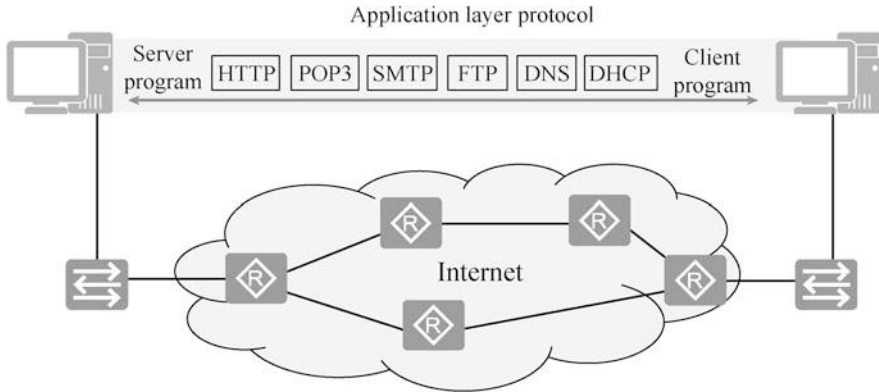 Application layer protocol
Server program
HTTP POP3 SMTP FTP DNS DHCP
Client program
R
R
R
Internet
R
R